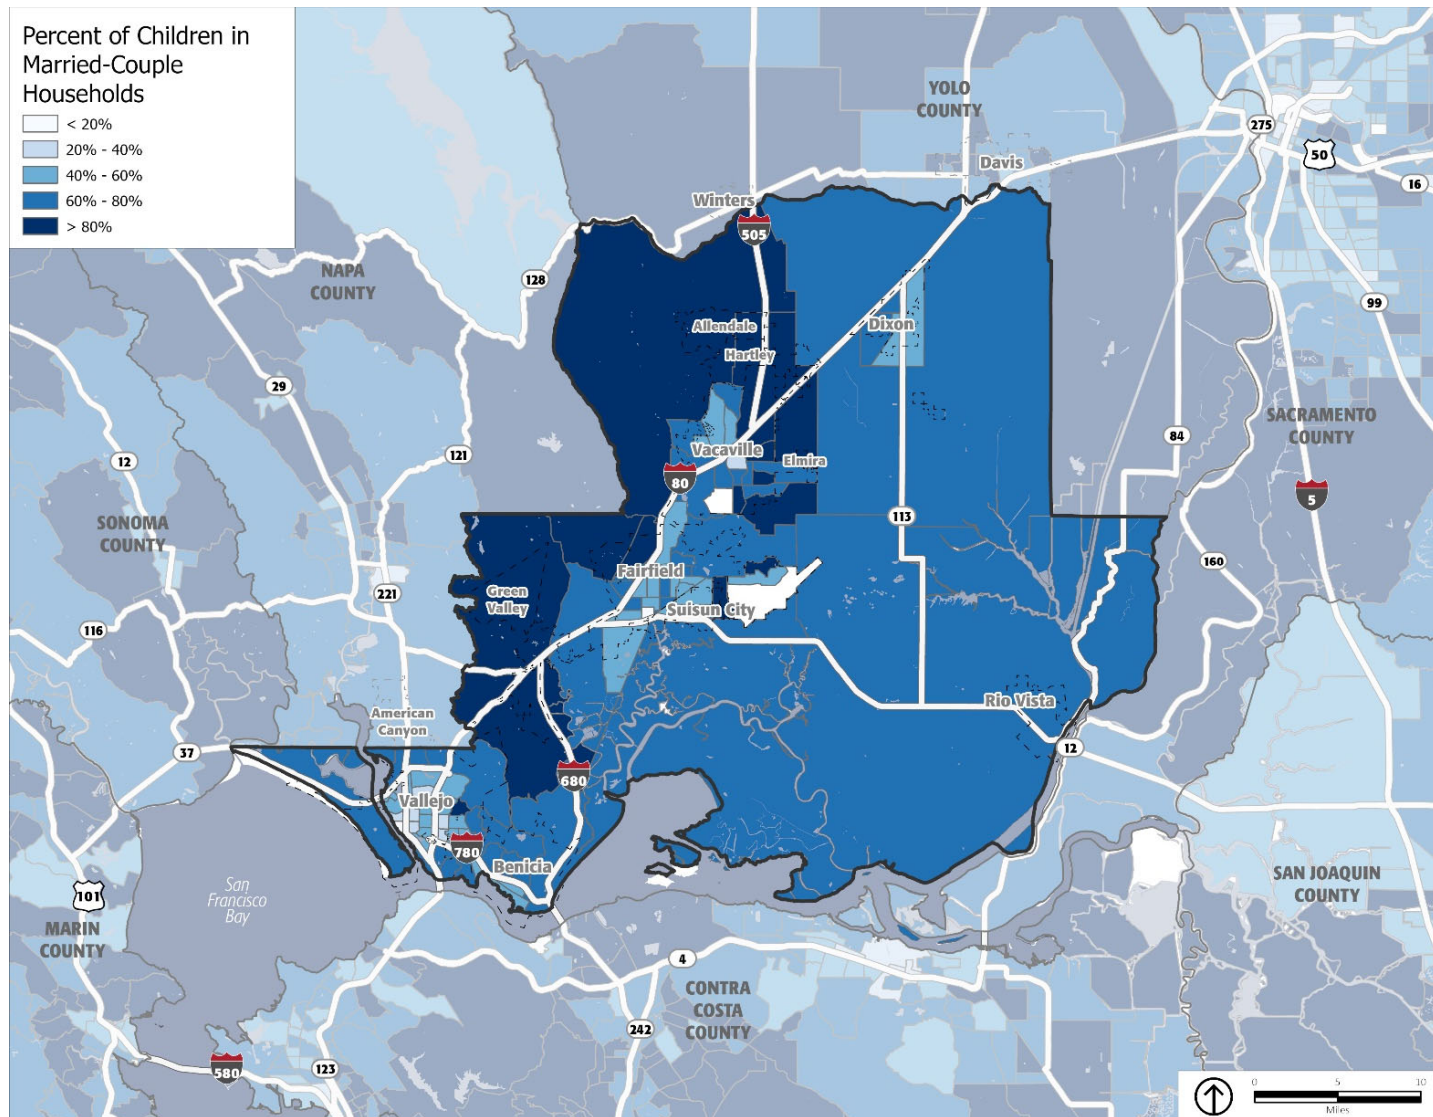 Percent of Children in
Married-Couple
Households
< 20%
20% - 40%
40% - 60%
60% - 80%
> 80%
YOLO
COUNTY
275
50
Davis
16
Winters
505
NAPA
COUNTY
128
99
Allendale
Dixon
Hartley
29
SACRAMENTO
COUNTY
84
12
121
Vacaville
Elmira
80
5
SONOMA
COUNTY
113
160
Fairfield
221
Green
Valley
Suisun City
116
American
Canyon
Rio Vista
37
12
680
Vallejo
780
Benicia
San
Francisco
Bay
101
MARIN
COUNTY
SAN JOAQUIN
COUNTY
4
CONTRA
COSTA
COUNTY
242
580
123
0 5 10
Miles